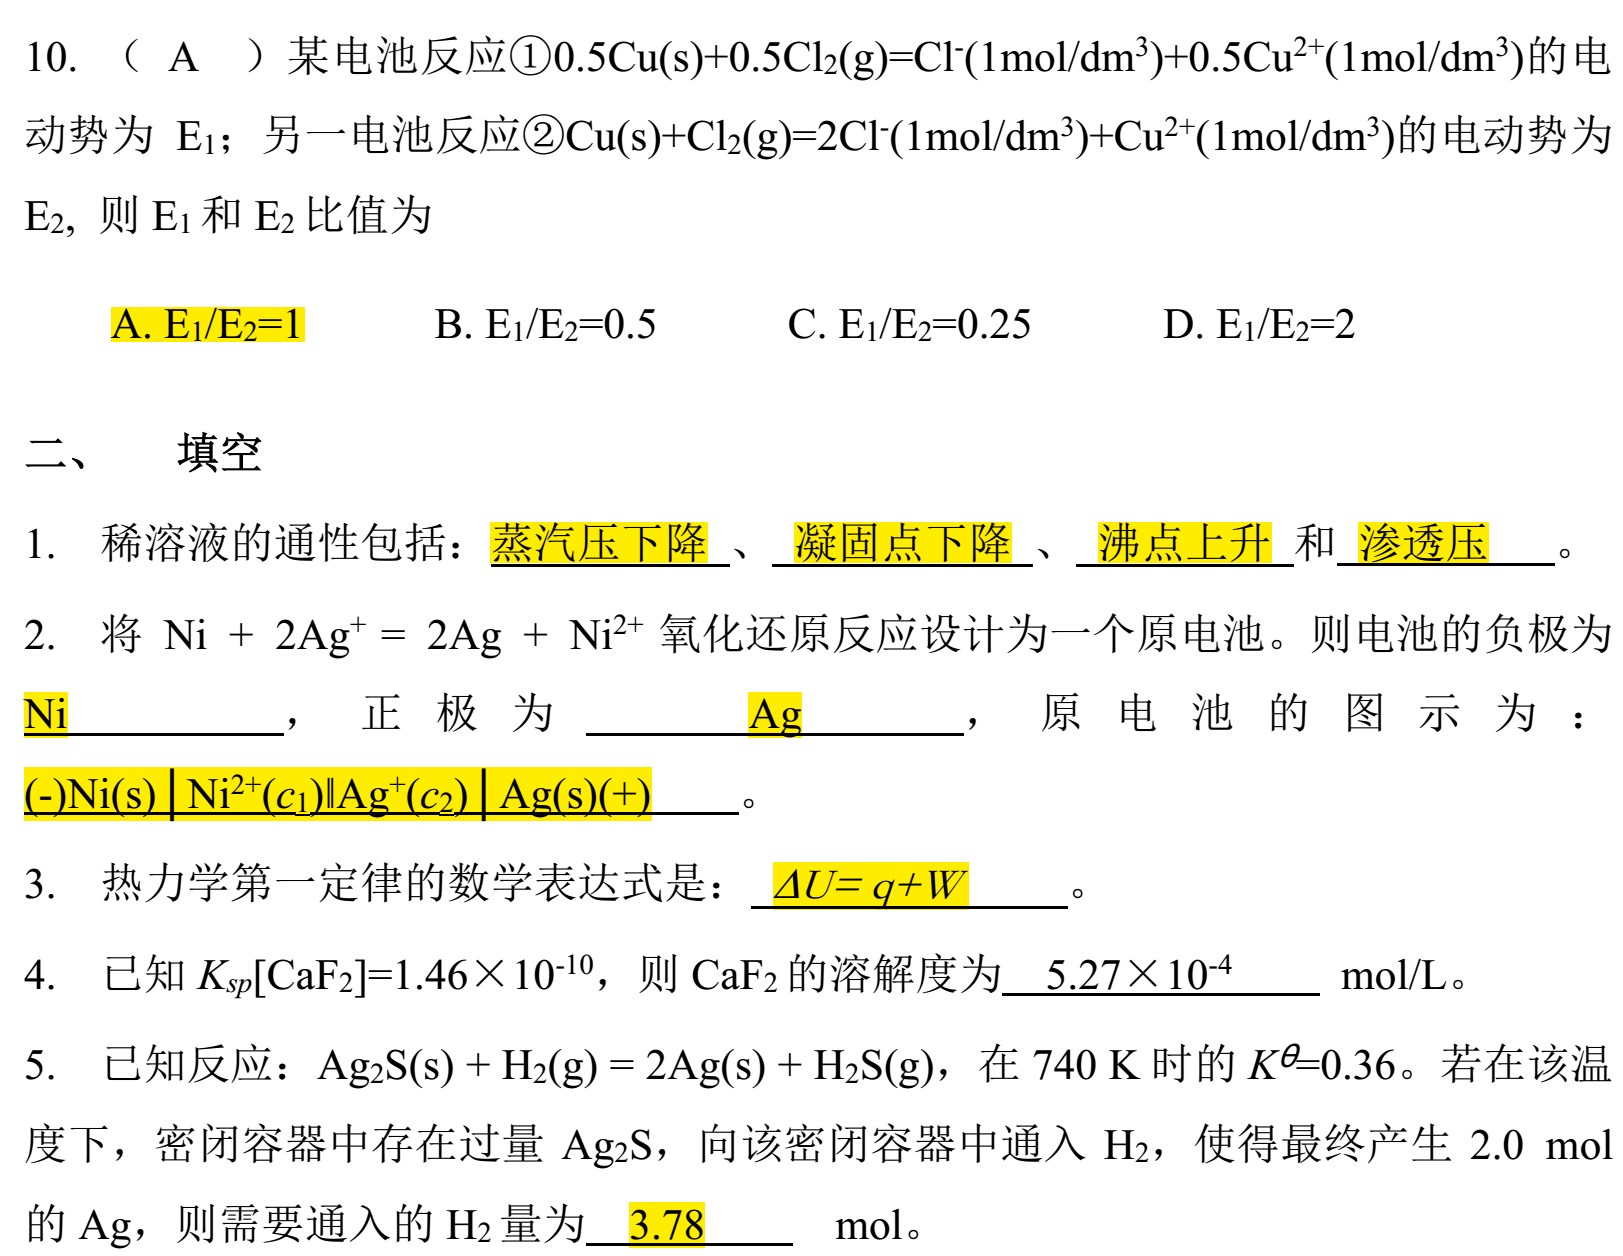 10. （ A ）某电池反应①0.5Cu(s)+0.5Cl₂(g)=Cl⁻(1mol/dm³)+0.5Cu²⁺(1mol/dm³)的电
动势为 E₁；另一电池反应②Cu(s)+Cl₂(g)=2Cl⁻(1mol/dm³)+Cu²⁺(1mol/dm³)的电动势为
E₂, 则 E₁和 E₂比值为
A. E₁/E₂=1 B. E₁/E₂=0.5 C. E₁/E₂=0.25 D. E₁/E₂=2
二、 填空
1. 稀溶液的通性包括：蒸汽压下降 、 凝固点下降 、 沸点上升 和 渗透压 。
2. 将 Ni + 2Ag⁺ = 2Ag + Ni²⁺ 氧化还原反应设计为一个原电池。则电池的负极为
Ni ，正极为 Ag ，原电池的图示为：
(-)Ni(s)│Ni²⁺(c₁)‖Ag⁺(c₂)│Ag(s)(+) 。
3. 热力学第一定律的数学表达式是： ΔU= q+W 。
4. 已知 Ksp[CaF₂]=1.46×10⁻¹⁰，则 CaF₂的溶解度为 5.27×10⁻⁴ mol/L。
5. 已知反应：Ag₂S(s) + H₂(g) = 2Ag(s) + H₂S(g)，在 740 K 时的 K^θ=0.36。若在该温
度下，密闭容器中存在过量 Ag₂S，向该密闭容器中通入 H₂，使得最终产生 2.0 mol
的 Ag，则需要通入的 H₂量为 3.78 mol。